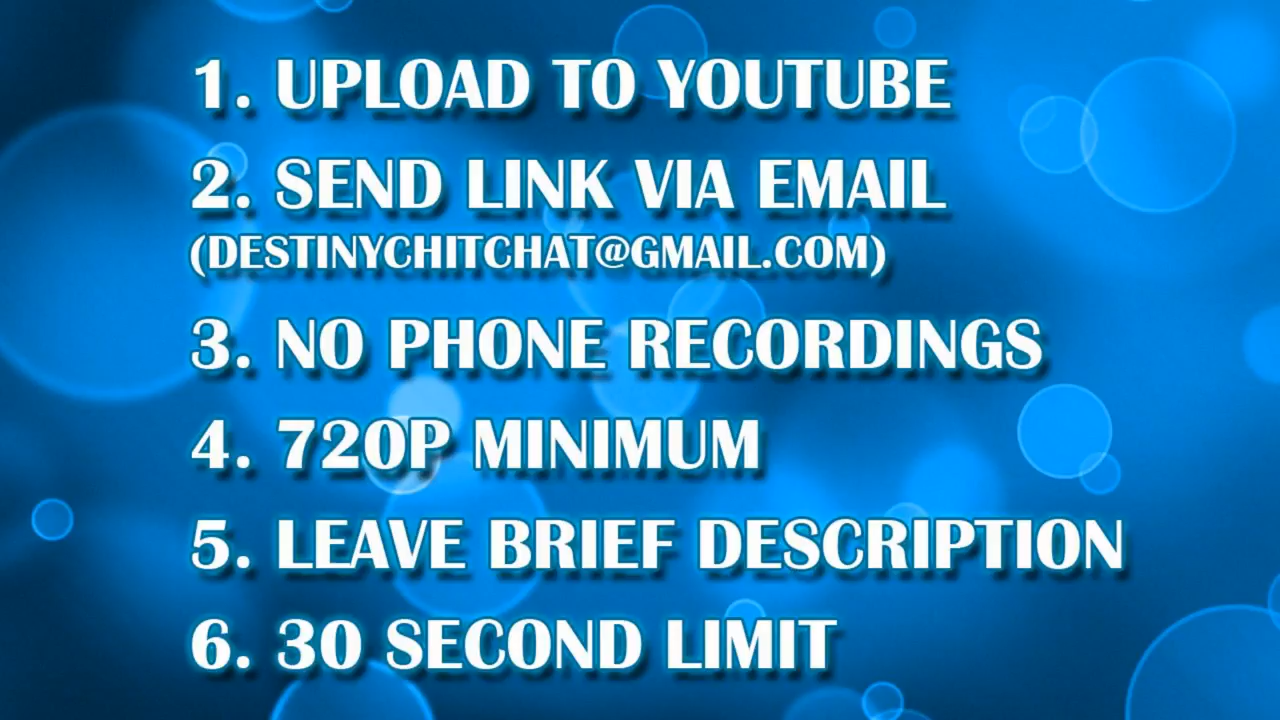 1. UPLOAD TO YOUTUBE
2. SEND LINK VIA EMAIL
(DESTINYCHITCHAT@GMAIL.COM)
3. NO PHONE RECORDINGS
4. 720P MINIMUM
5. LEAVE BRIEF DESCRIPTION
6. 30 SECOND LIMIT